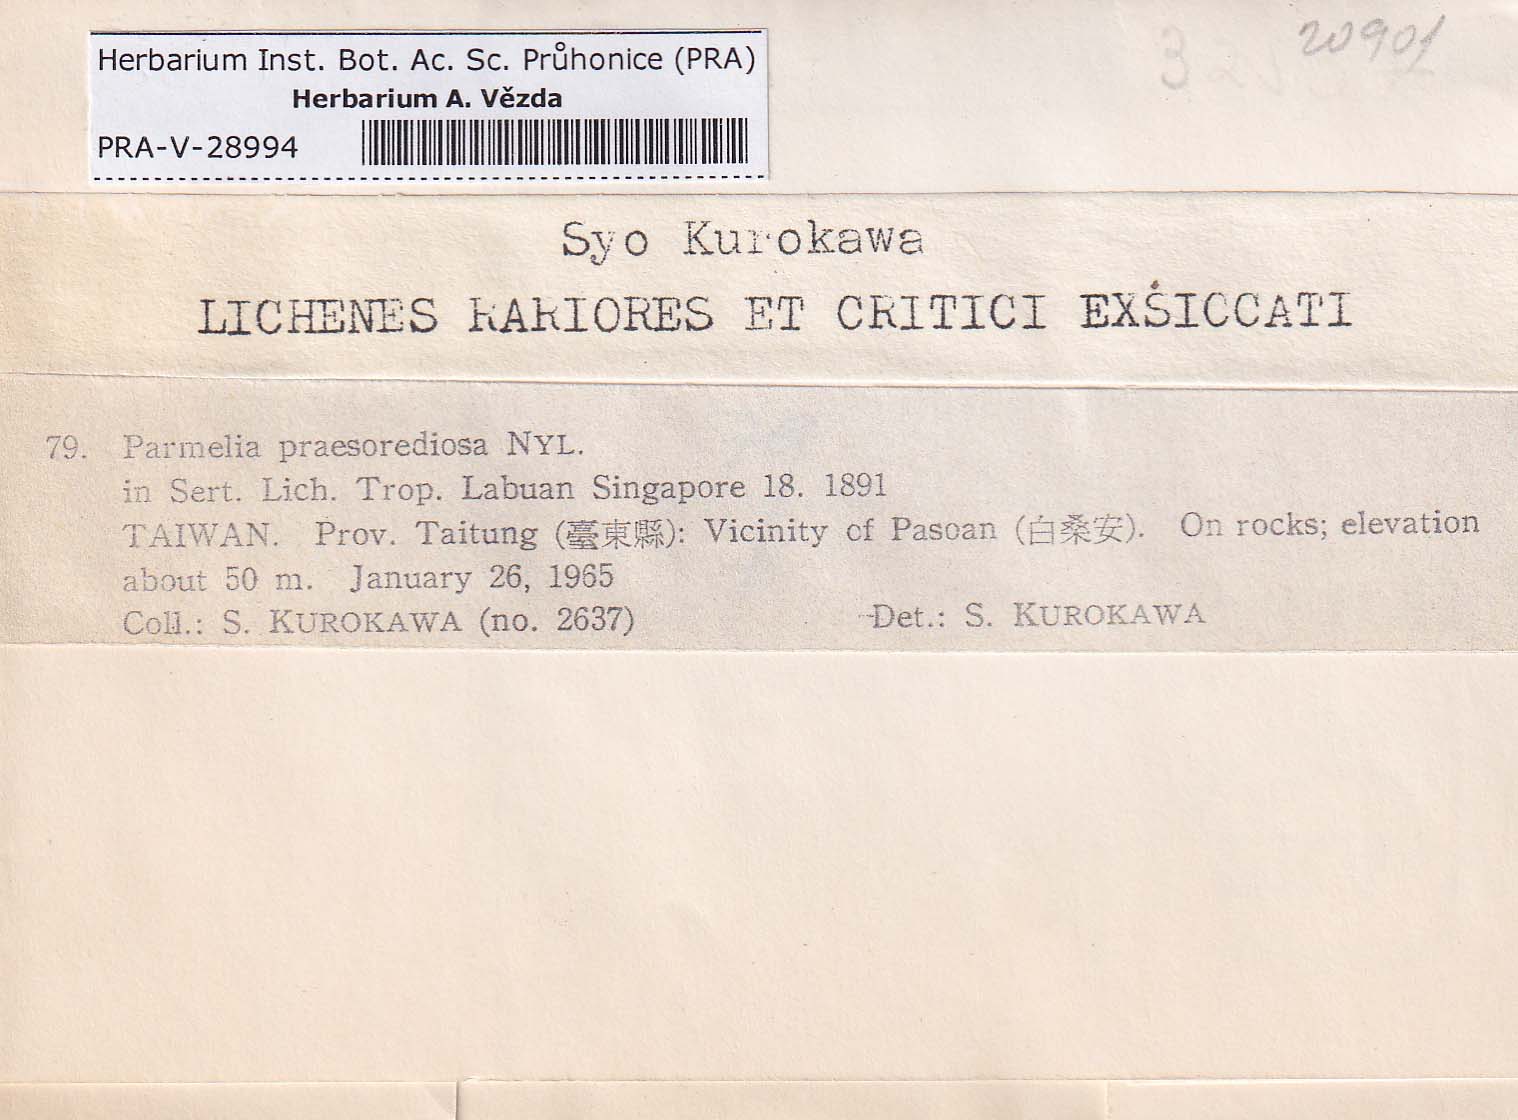 20901
Herbarium Inst. Bot. Ac. Sc. Průhonice (PRA)
Herbarium A. Vězda
PRA-V-28994
Syo Kurokawa
LICHENES RARIORES ET CRITICI EXSICCATI
79. Parmelia praesorediosa NYL.
in Sert. Lich. Trop. Labuan Singapore 18. 1891
TAIWAN. Prov. Taitung (臺東縣): Vicinity of Pasoan (白桑安). On rocks; elevation
about 50 m. January 26, 1965
Coll.: S. KUROKAWA (no. 2637) Det.: S. KUROKAWA